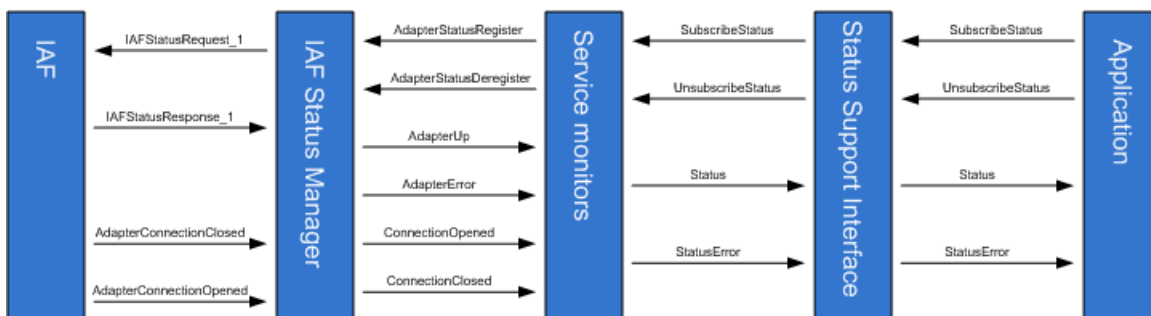 IAF
IAFStatusRequest_1
IAFStatusResponse_1
AdapterConnectionClosed
AdapterConnectionOpened
IAF Status Manager
AdapterStatusRegister
AdapterStatusDeregister
AdapterUp
AdapterError
ConnectionOpened
ConnectionClosed
Service monitors
SubscribeStatus
UnsubscribeStatus
Status
StatusError
Status Support Interface
SubscribeStatus
UnsubscribeStatus
Status
StatusError
Application